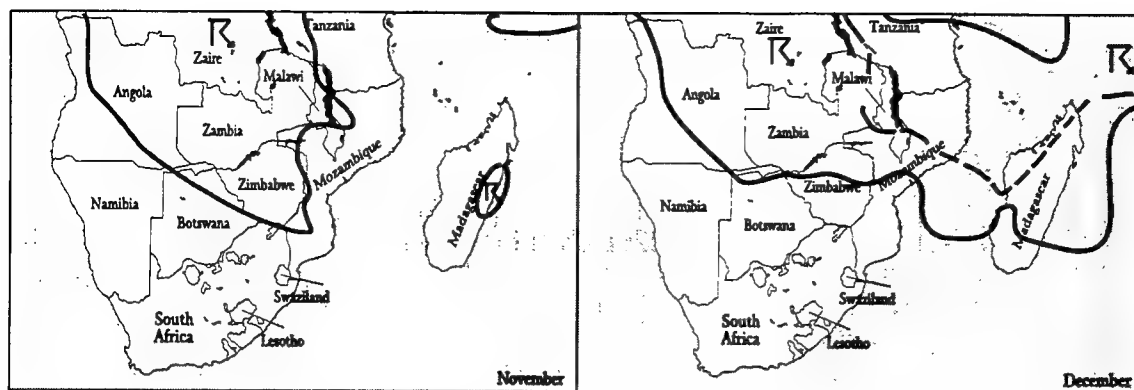 Tanzania
Zaire
Malawi
Angola
Zambia
Mozambique
Zimbabwe
Madagascar
Namibia
Botswana
Swaziland
South
Africa
Lesotho
November
Tanzania
Zaire
Malawi
Angola
Zambia
Mozambique
Zimbabwe
Namibia
Madagascar
Botswana
Swaziland
South
Africa
Lesotho
December